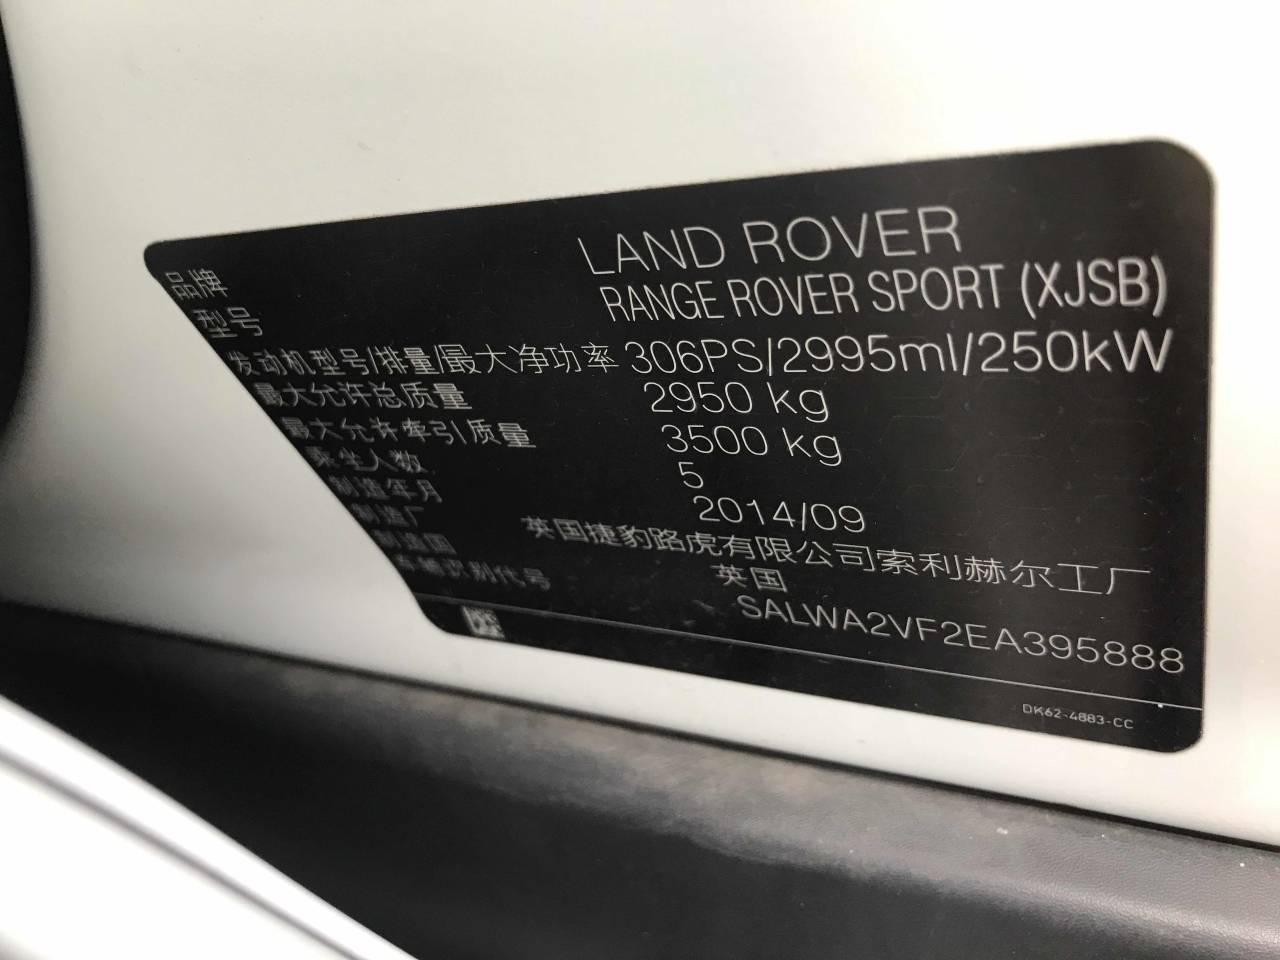 品牌 LAND ROVER
型号 RANGE ROVER SPORT (XJSB)
发动机型号/排量/最大净功率 306PS/2995ml/250kW
最大允许总质量 2950 kg
最大允许牵引质量 3500 kg
乘坐人数 5
制造年月 2014/09
制造厂 英国捷豹路虎有限公司索利赫尔工厂
制造国 英国
车辆识别代号 SALWA2VF2EA395888
DK62-4883-CC